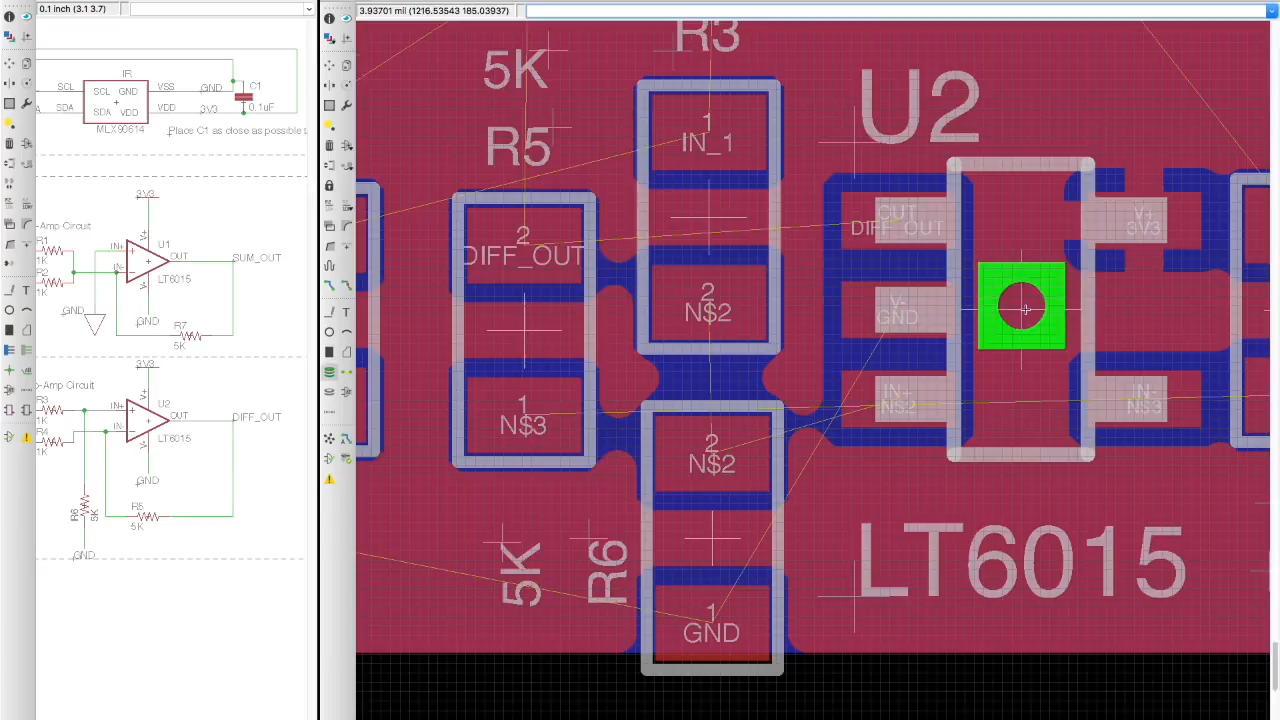 0.1 inch (3.1 3.7)
IR
SCL
SCL GND
VSS
GND
C1
SDA
SDA VDD
VDD
3V3
0.1uF
MLX90614
Place C1 as close as possible t
3V3
-Amp Circuit
V+
R1
IN+
U1
1K
OUT
SUM_OUT
R2
IN-
LT6015
1K
V-
GND
GND
R7
5K
3V3
-Amp Circuit
V+
R3
IN+
U2
1K
OUT
DIFF_OUT
R4
IN-
LT6015
1K
V-
GND
R6
5K
R5
5K
GND
3.93701 mil (1216.53543 185.03937)
R3
5K
U2
1
IN_1
R5
OUT
DIFF_OUT
V+
3V3
2
DIFF_OUT
2
N$2
V-
GND
IN+
N$2
IN-
N$3
1
N$3
2
N$2
5K
R6
LT6015
1
GND